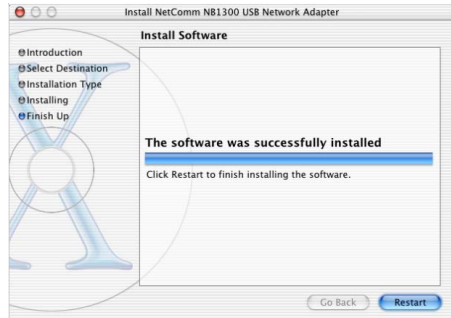 Install NetComm NB1300 USB Network Adapter
Install Software
Introduction
Select Destination
Installation Type
Installing
Finish Up
The software was successfully installed
Click Restart to finish installing the software.
Go Back
Restart